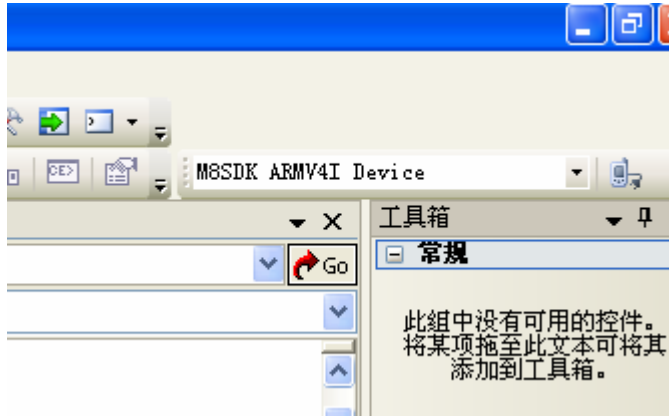 CE>
M8SDK ARMV4I Device
工具箱
Go
常规
此组中没有可用的控件。
将某项拖至此文本可将其
添加到工具箱。